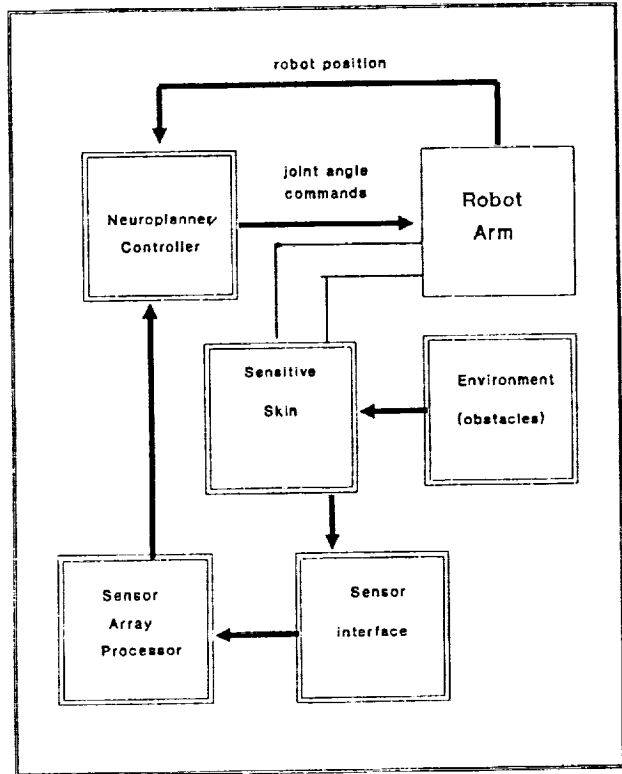 robot position
joint angle
commands
Neuroplanner/
Controller
Robot
Arm
Sensitive
Skin
Environment
(obstacles)
Sensor
Array
Processor
Sensor
interface